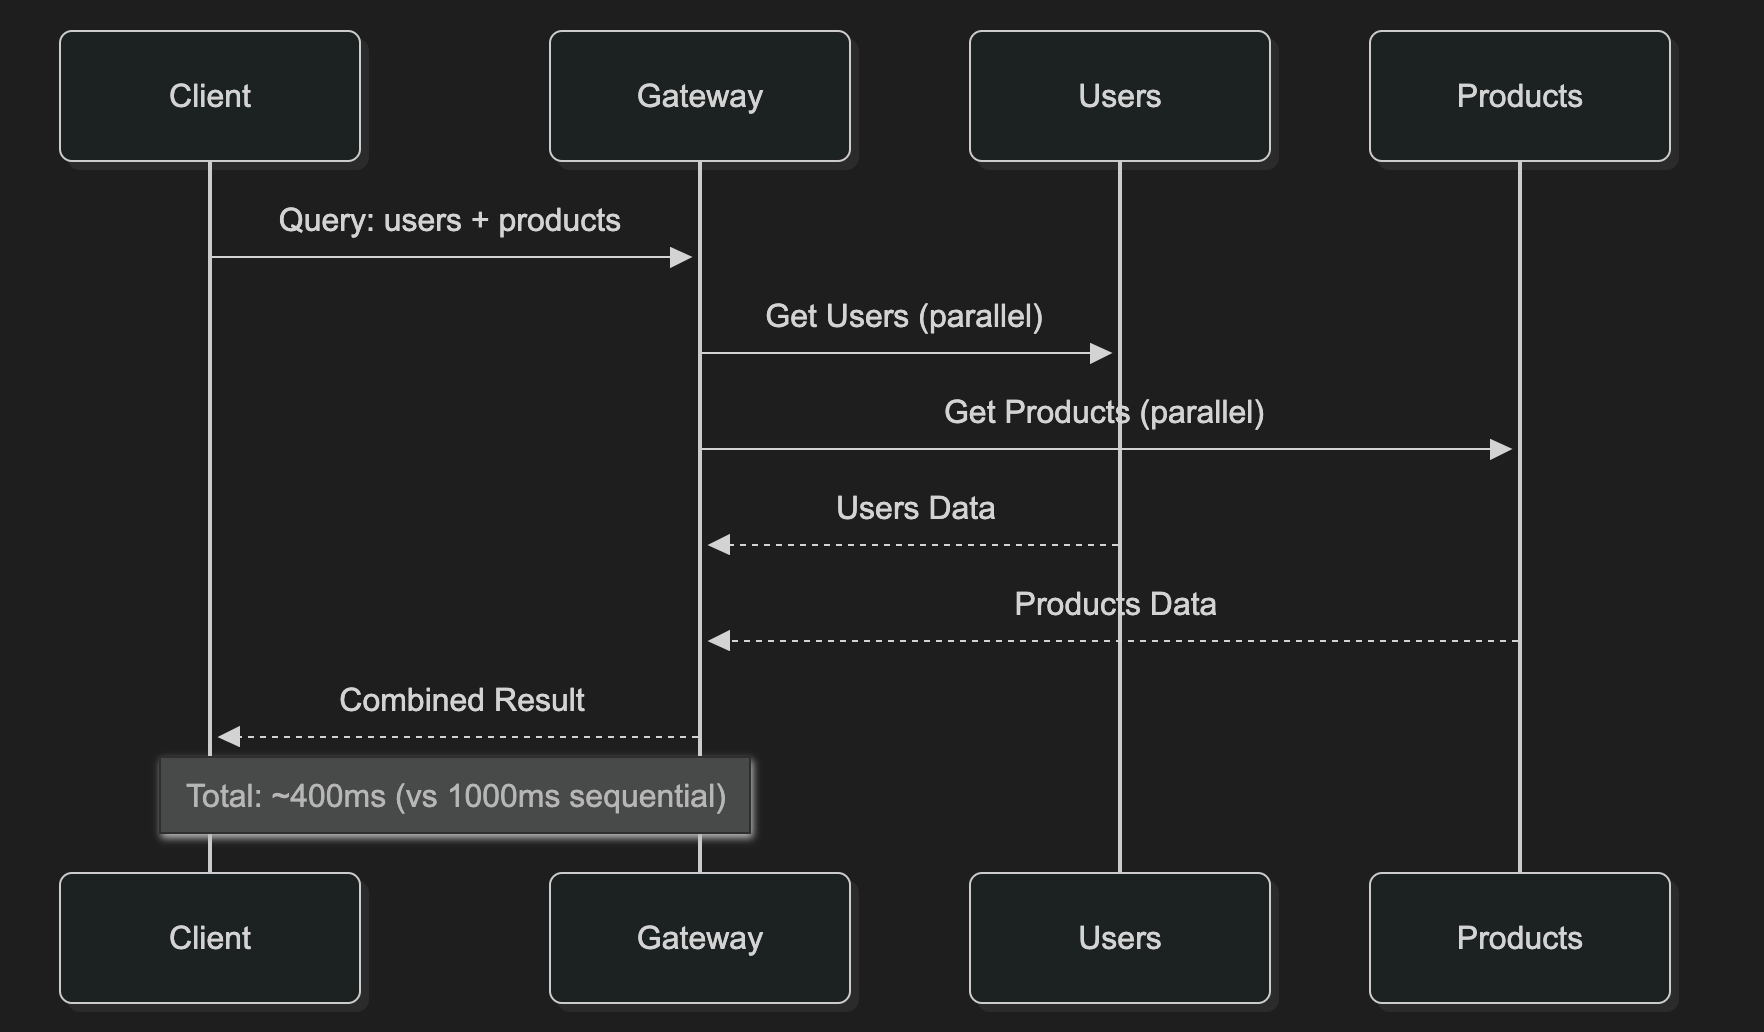 Client
Gateway
Users
Products
Query: users + products
Get Users (parallel)
Get Products (parallel)
Users Data
Products Data
Combined Result
Total: ~400ms (vs 1000ms sequential)
Client
Gateway
Users
Products